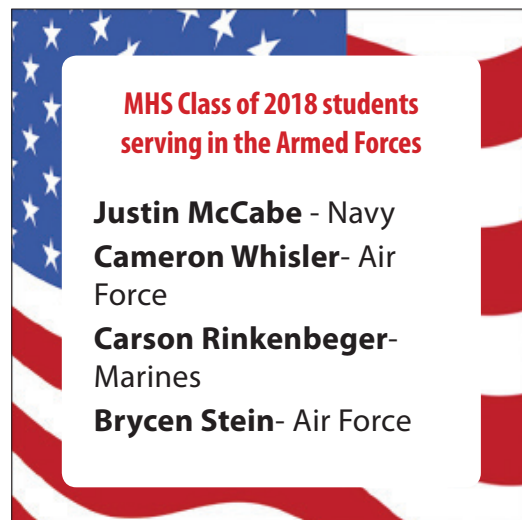 MHS Class of 2018 students
serving in the Armed Forces
Justin McCabe - Navy
Cameron Whisler- Air
Force
Carson Rinkenbeger-
Marines
Brycen Stein- Air Force